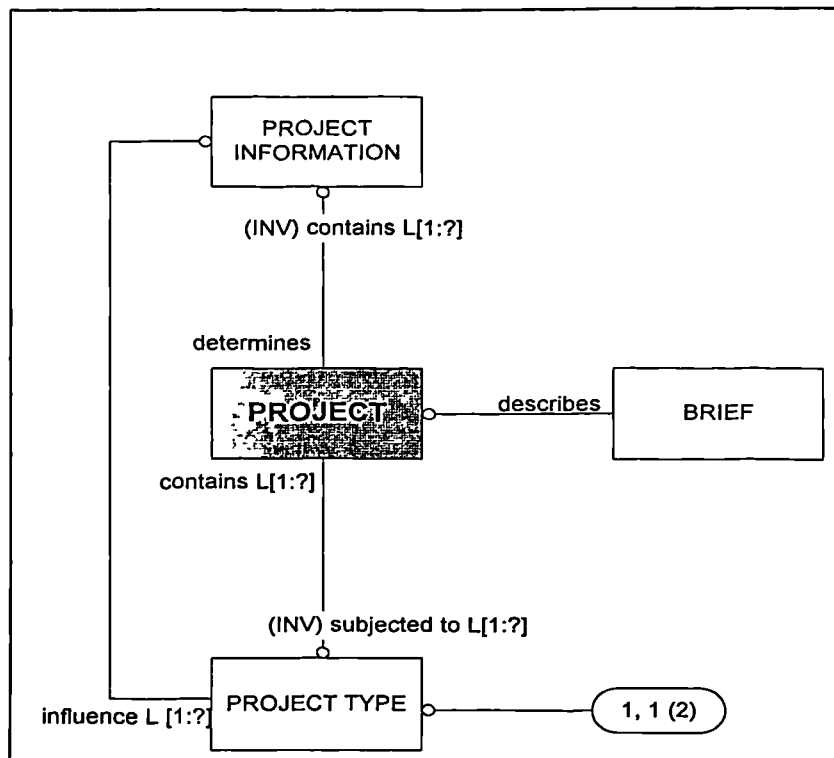 PROJECT
INFORMATION
(INV) contains L[1:?]
determines
PROJECT
describes
BRIEF
contains L[1:?]
(INV) subjected to L[1:?]
PROJECT TYPE
influence L [1:?]
1, 1 (2)